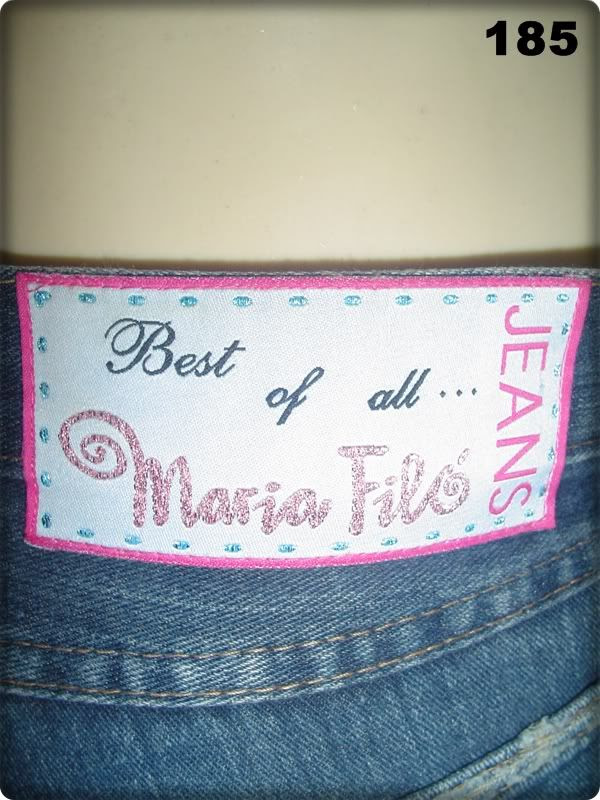 185
Best
of all...
Maria Filó
JEANS